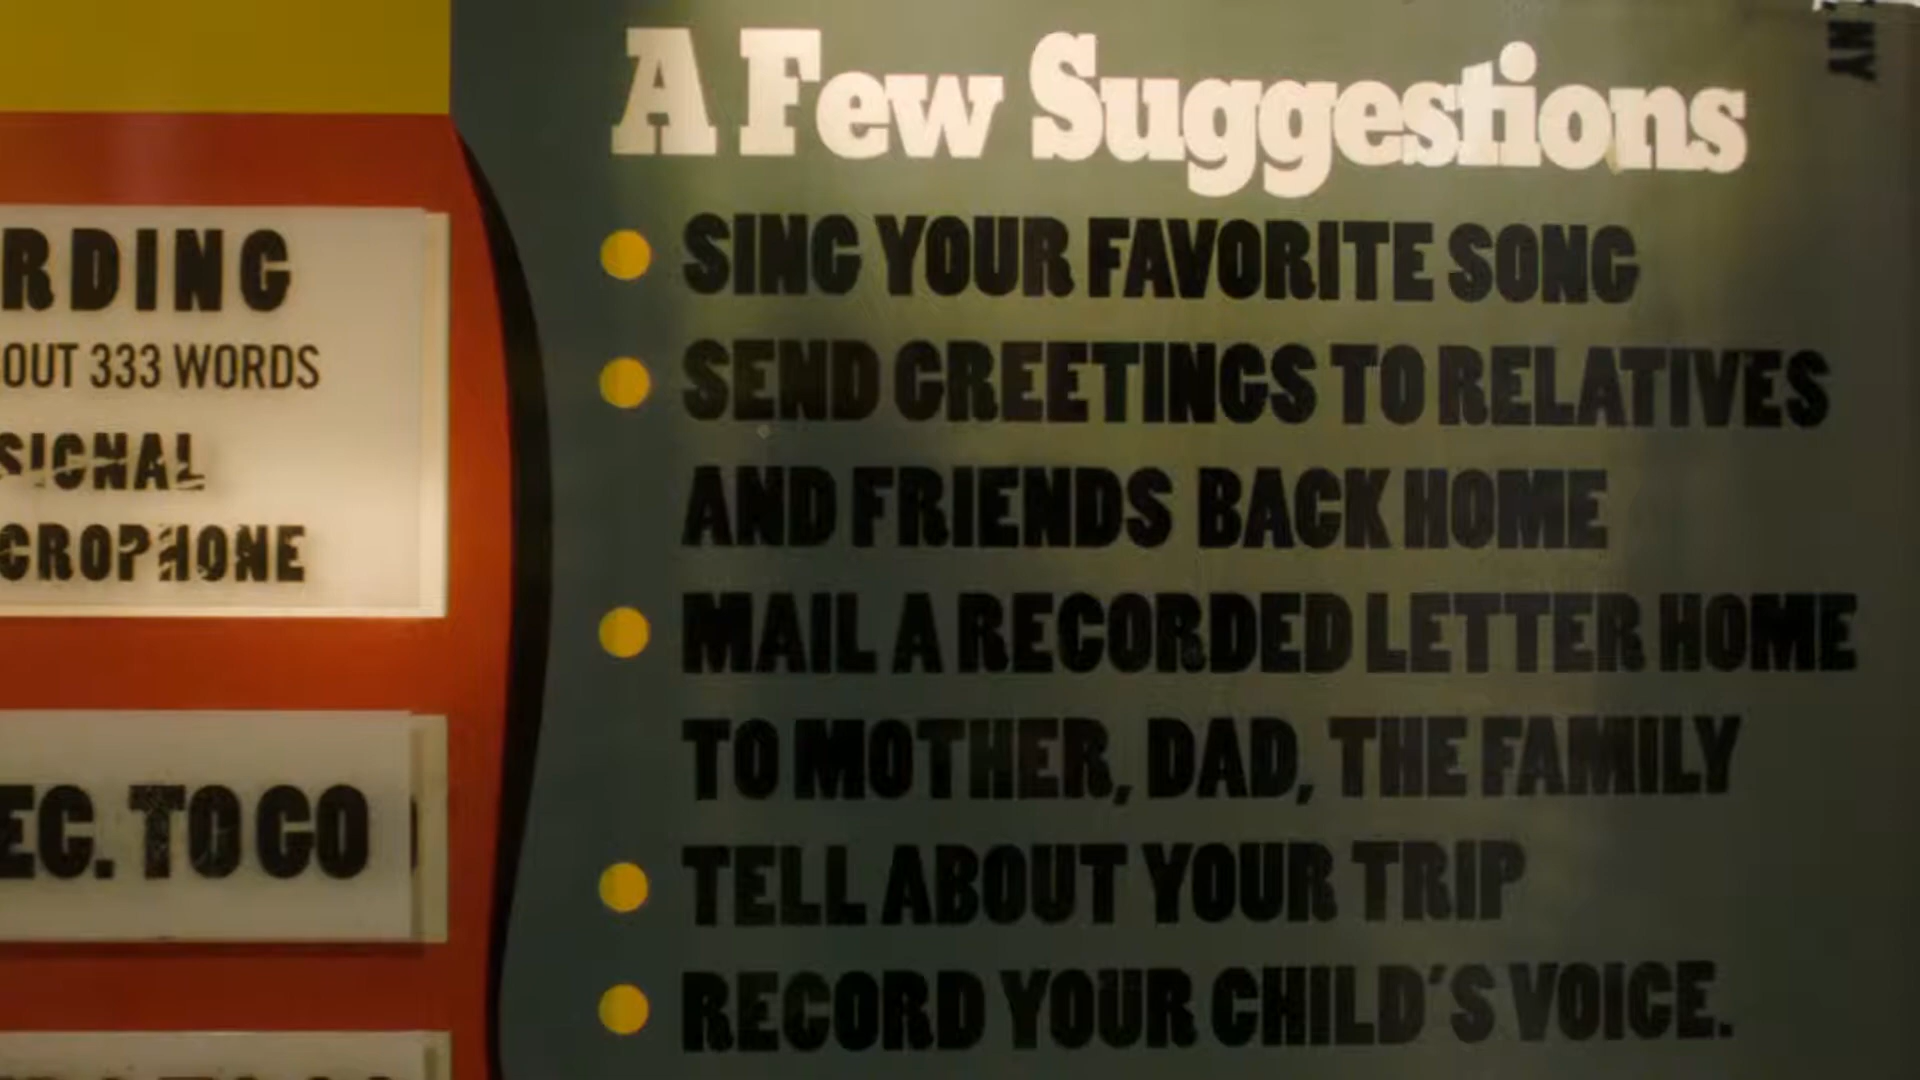 RDING
OUT 333 WORDS
SIGNAL
CROPHONE
EC. TO GO
A Few Suggestions
SING YOUR FAVORITE SONG
SEND GREETINGS TO RELATIVES
AND FRIENDS BACK HOME
MAIL A RECORDED LETTER HOME
TO MOTHER, DAD, THE FAMILY
TELL ABOUT YOUR TRIP
RECORD YOUR CHILD'S VOICE.
NY